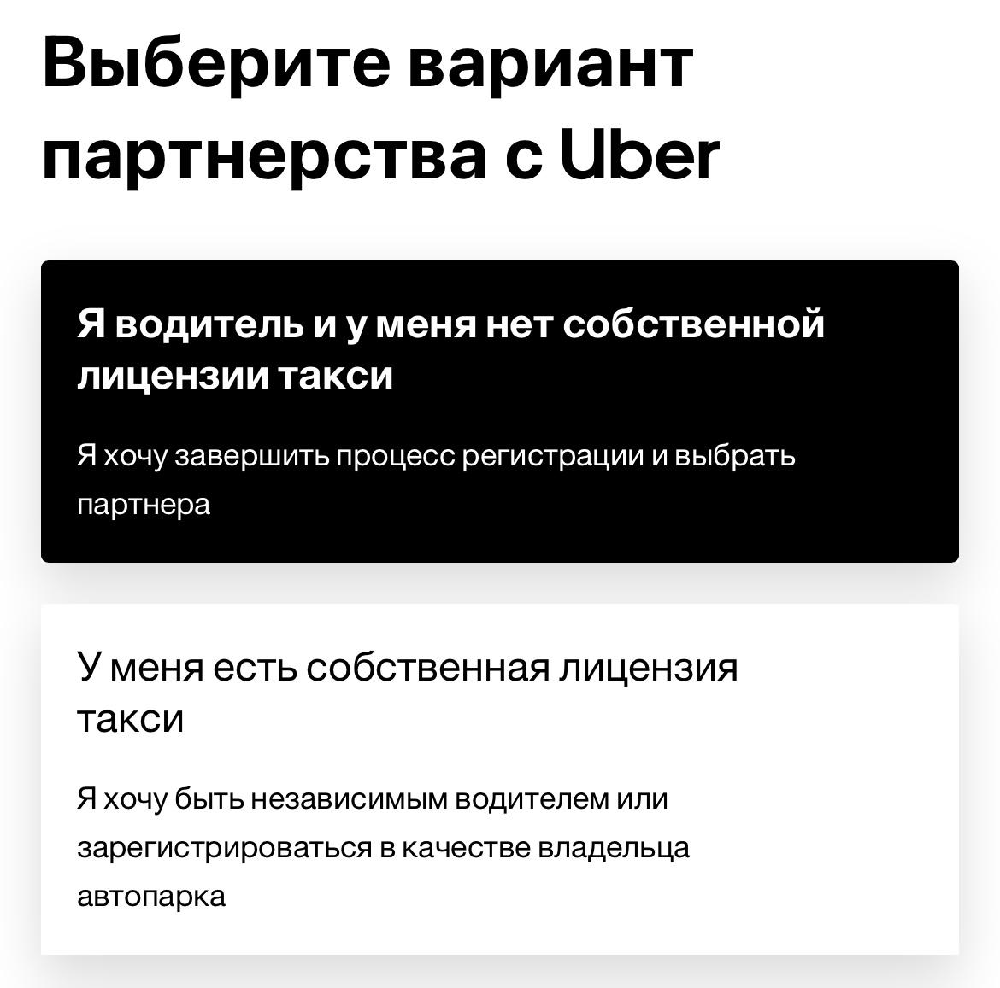 Выберите вариант
партнерства с Uber
Я водитель и у меня нет собственной
лицензии такси
Я хочу завершить процесс регистрации и выбрать
партнера
У меня есть собственная лицензия
такси
Я хочу быть независимым водителем или
зарегистрироваться в качестве владельца
автопарка